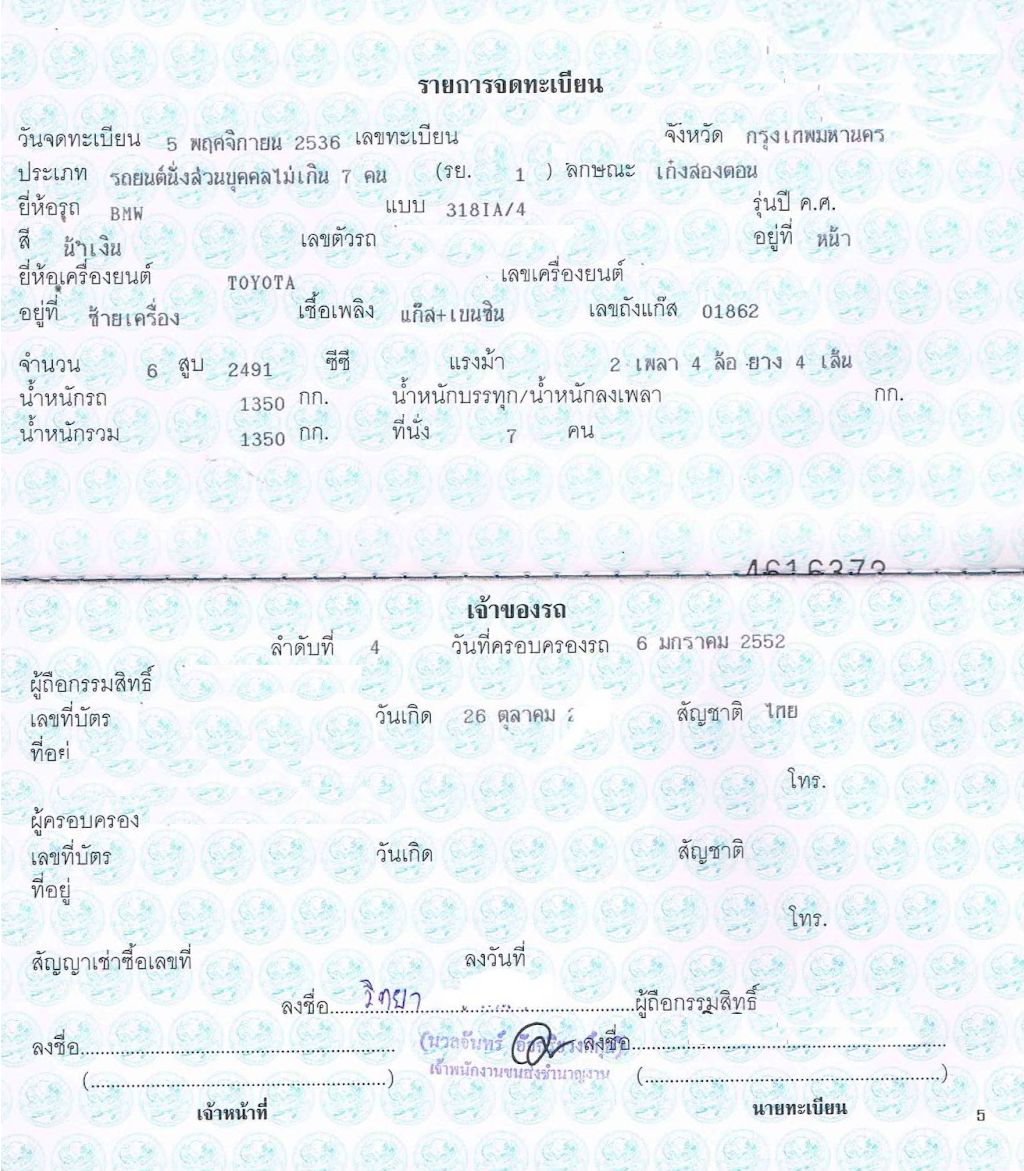 รายการจดทะเบียน
วันจดทะเบียน 5 พฤศจิกายน 2536 เลขทะเบียน จังหวัด กรุงเทพมหานคร
ประเภท รถยนต์นั่งส่วนบุคคลไม่เกิน 7 คน (รย. 1 ) ลักษณะ เก๋งสองตอน
ยี่ห้อรถ BMW แบบ 318IA/4 รุ่นปี ค.ศ.
สี น้ำเงิน เลขตัวรถ อยู่ที่ หน้า
ยี่ห้อเครื่องยนต์ TOYOTA เลขเครื่องยนต์
อยู่ที่ ซ้ายเครื่อง เชื้อเพลิง แก๊ส+เบนซิน เลขถังแก๊ส 01862
จำนวน 6 สูบ 2491 ซีซี แรงม้า 2 เพลา 4 ล้อ ยาง 4 เส้น
น้ำหนักรถ 1350 กก. น้ำหนักบรรทุก/น้ำหนักลงเพลา กก.
น้ำหนักรวม 1350 กก. ที่นั่ง 7 คน
4616372
เจ้าของรถ
ลำดับที่ 4 วันที่ครอบครองรถ 6 มกราคม 2552
ผู้ถือกรรมสิทธิ์
เลขที่บัตร วันเกิด 26 ตุลาคม 2 สัญชาติ ไทย
ที่อยู่
โทร.
ผู้ครอบครอง
เลขที่บัตร วันเกิด สัญชาติ
ที่อยู่
โทร.
สัญญาเช่าซื้อเลขที่ ลงวันที่
ลงชื่อ วิทยา ผู้ถือกรรมสิทธิ์
ลงชื่อ (นวลจันทร์ ลงชื่อ
เจ้าพนักงานขนส่งชำนาญงาน
(....................) (....................)
เจ้าหน้าที่ นายทะเบียน 5